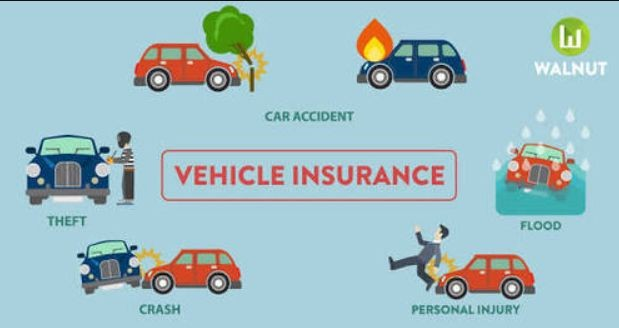 WALNUT
CAR ACCIDENT
VEHICLE INSURANCE
THEFT
FLOOD
CRASH
PERSONAL INJURY